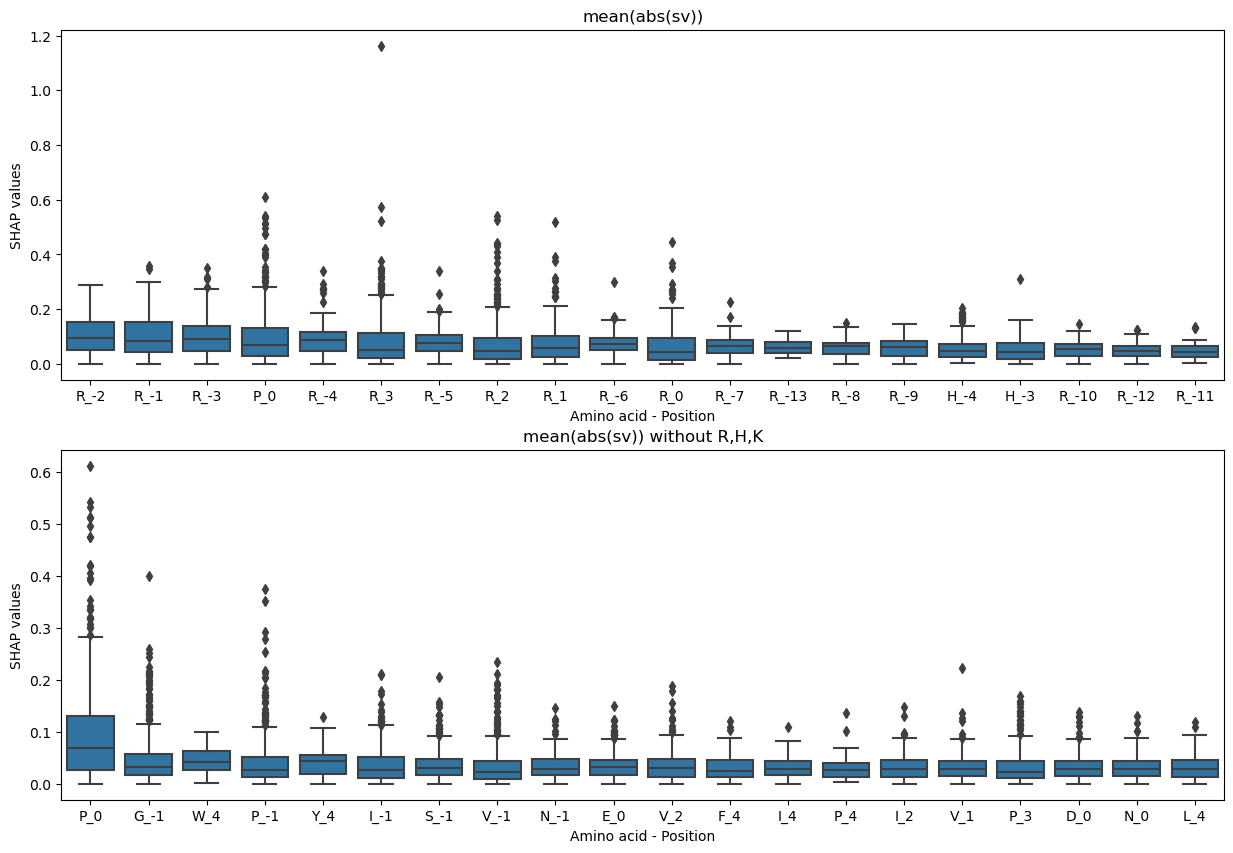 mean(abs(sv))
1.2
1.0
0.8
0.6
0.4
0.2
0.0
SHAP values
R_-2 R_-1 R_-3 P_0 R_-4 R_3 R_-5 R_2 R_1 R_-6 R_0 R_-7 R_-13 R_-8 R_-9 H_-4 H_-3 R_-10 R_-12 R_-11
Amino acid - Position
mean(abs(sv)) without R,H,K
0.6
0.5
0.4
0.3
0.2
0.1
0.0
SHAP values
P_0 G_-1 W_4 P_-1 Y_4 I_-1 S_-1 V_-1 N_-1 E_0 V_2 F_4 I_4 P_4 I_2 V_1 P_3 D_0 N_0 L_4
Amino acid - Position